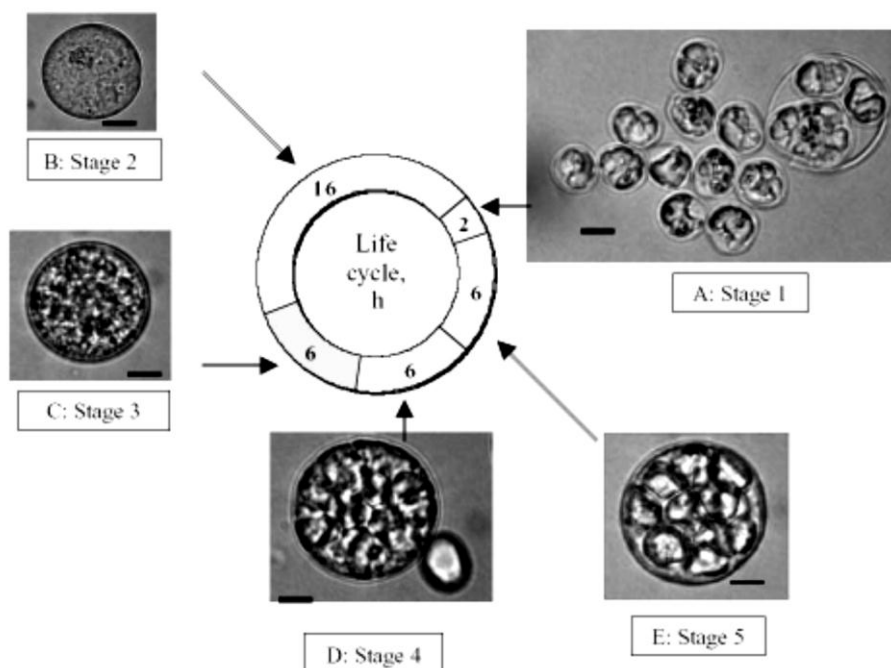 B: Stage 2
16
2
Life
cycle,
h
6
A: Stage 1
6
6
C: Stage 3
D: Stage 4
E: Stage 5